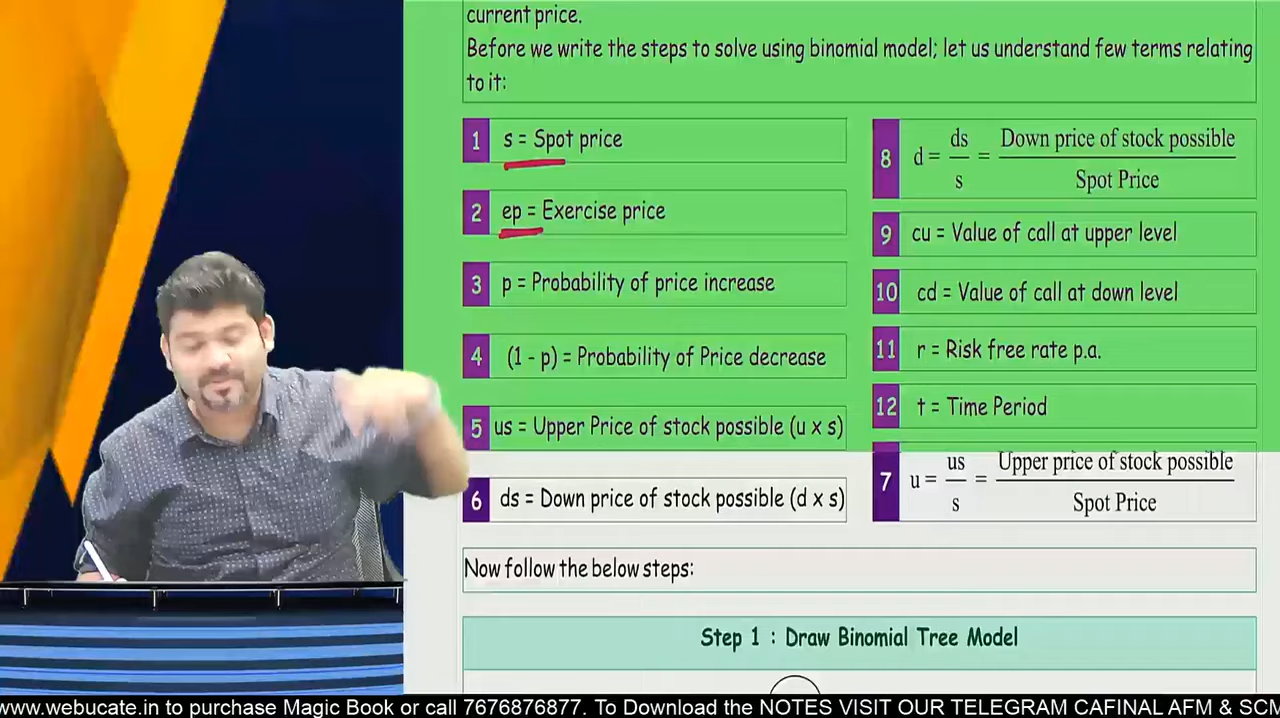 current price.
Before we write the steps to solve using binomial model; let us understand few terms relating
to it:
1 s = Spot price
2 ep = Exercise price
3 p = Probability of price increase
4 (1 - p) = Probability of Price decrease
5 us = Upper Price of stock possible (u x s)
6 ds = Down price of stock possible (d x s)
8 d = ds/s = Down price of stock possible / Spot Price
9 cu = Value of call at upper level
10 cd = Value of call at down level
11 r = Risk free rate p.a.
12 t = Time Period
7 u = us/s = Upper price of stock possible / Spot Price
Now follow the below steps:
Step 1 : Draw Binomial Tree Model
www.webucate.in to purchase Magic Book or call 7676876877. To Download the NOTES VISIT OUR TELEGRAM CAFINAL AFM & SCM